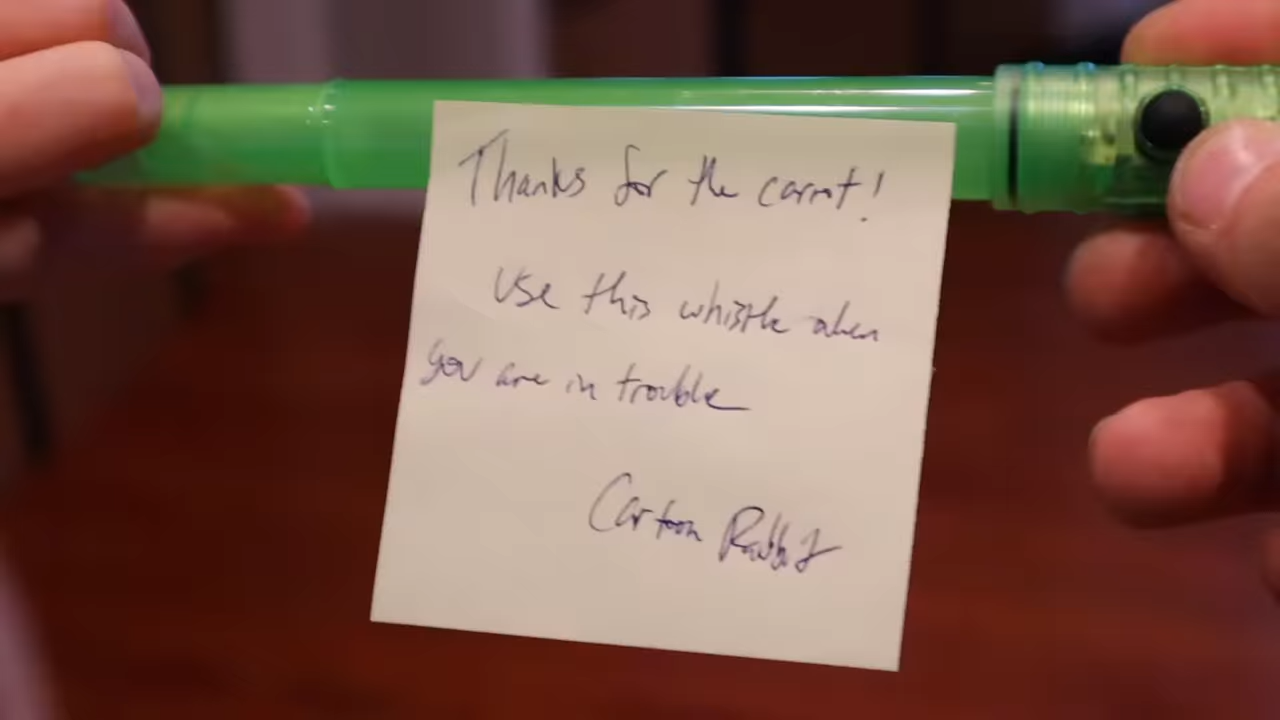 Thanks for the carrot!
Use this whistle when
you are in trouble
Cartoon Rabbit